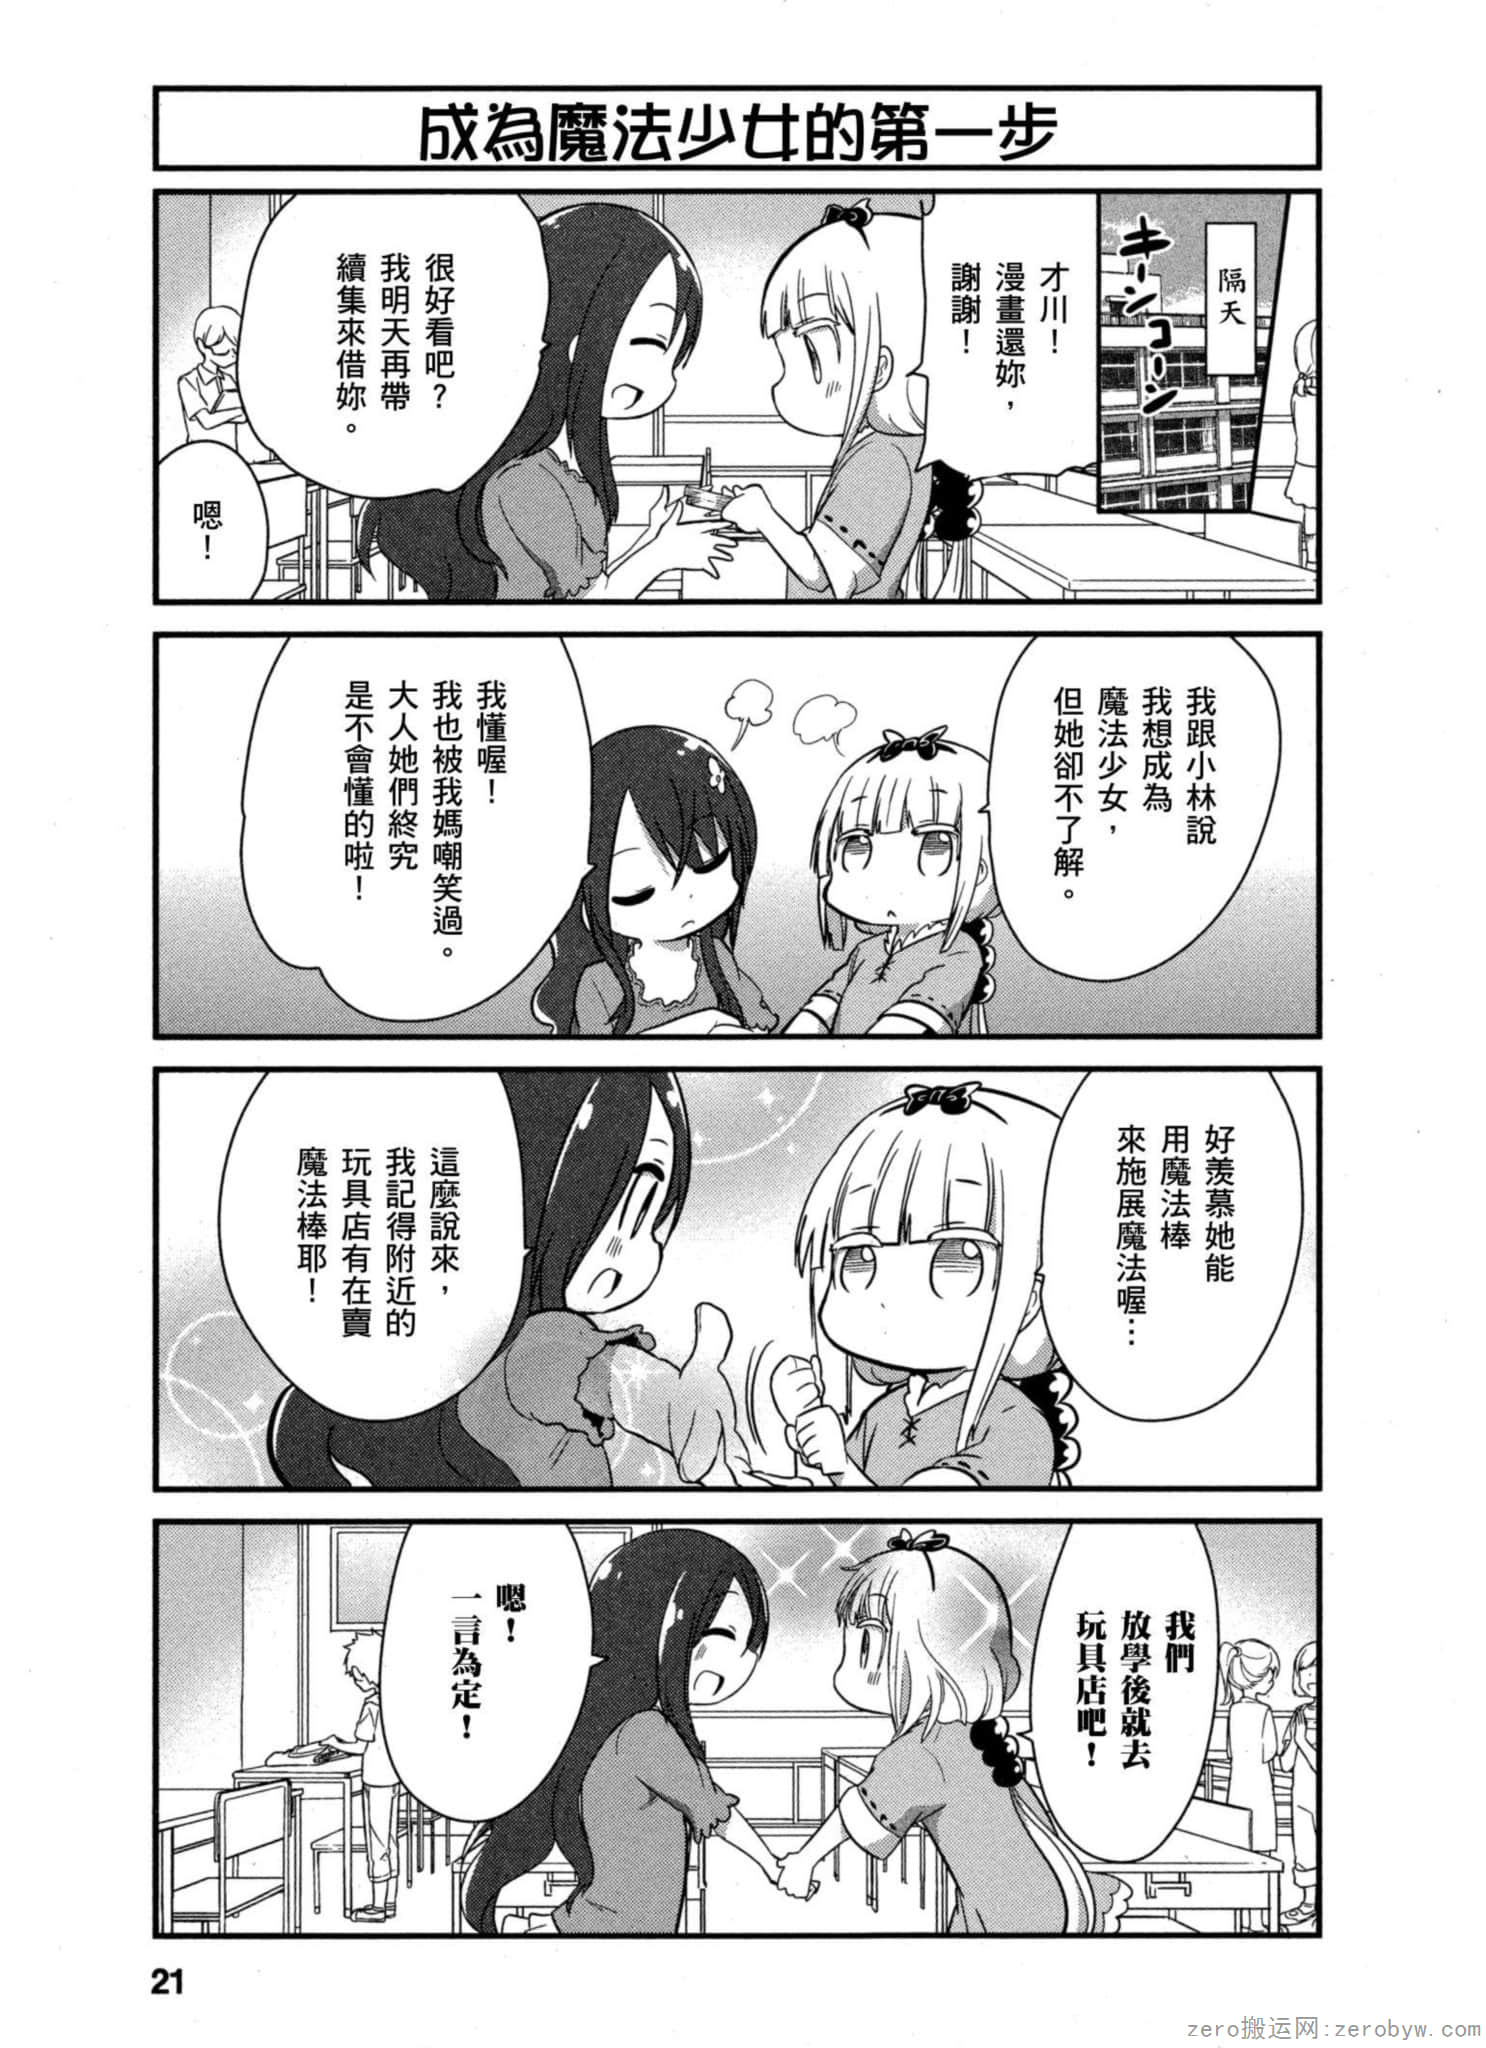 成為魔法少女的第一步
隔天
キーンコーン
才川！
漫畫還妳，
謝謝！
很好看吧？
我明天再帶
續集來借妳。
嗯！
我跟小林說
我想成為
魔法少女，
但她卻不了解。
我懂喔！
我也被我媽嘲笑過。
大人她們終究
是不會懂的啦！
好羨慕她能
用魔法棒
來施展魔法喔…
這麼說來，
我記得附近的
玩具店有在賣
魔法棒耶！
我們
放學後就去
玩具店吧！
嗯！
一言為定！
21
zero搬运网:zerobyw.com